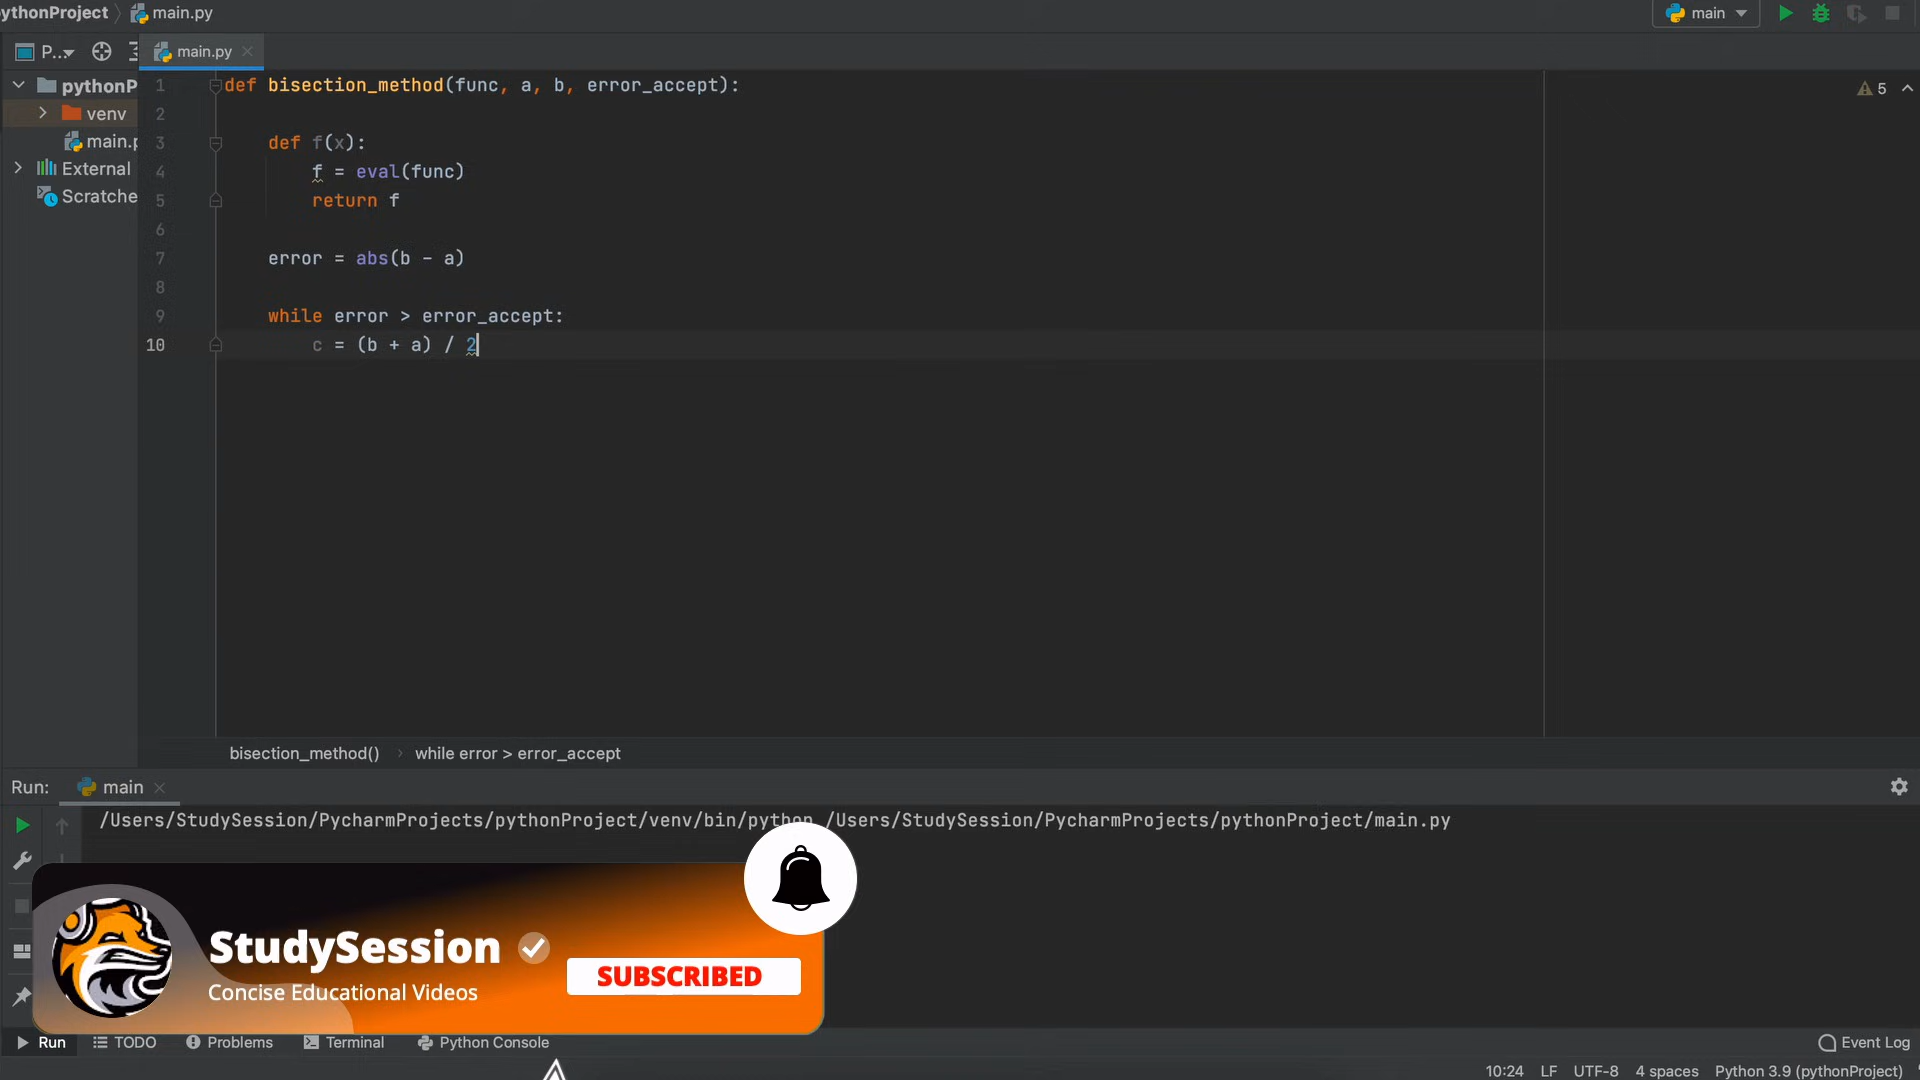 ythonProject > main.py
main
P... main.py
pythonP
venv
main.p
External
Scratche
1 def bisection_method(func, a, b, error_accept):
2
3 def f(x):
4 f = eval(func)
5 return f
6
7 error = abs(b - a)
8
9 while error > error_accept:
10 c = (b + a) / 2
5
bisection_method() > while error > error_accept
Run: main
/Users/StudySession/PycharmProjects/pythonProject/venv/bin/python /Users/StudySession/PycharmProjects/pythonProject/main.py
StudySession
Concise Educational Videos
SUBSCRIBED
Run TODO Problems Terminal Python Console Event Log
10:24 LF UTF-8 4 spaces Python 3.9 (pythonProject)